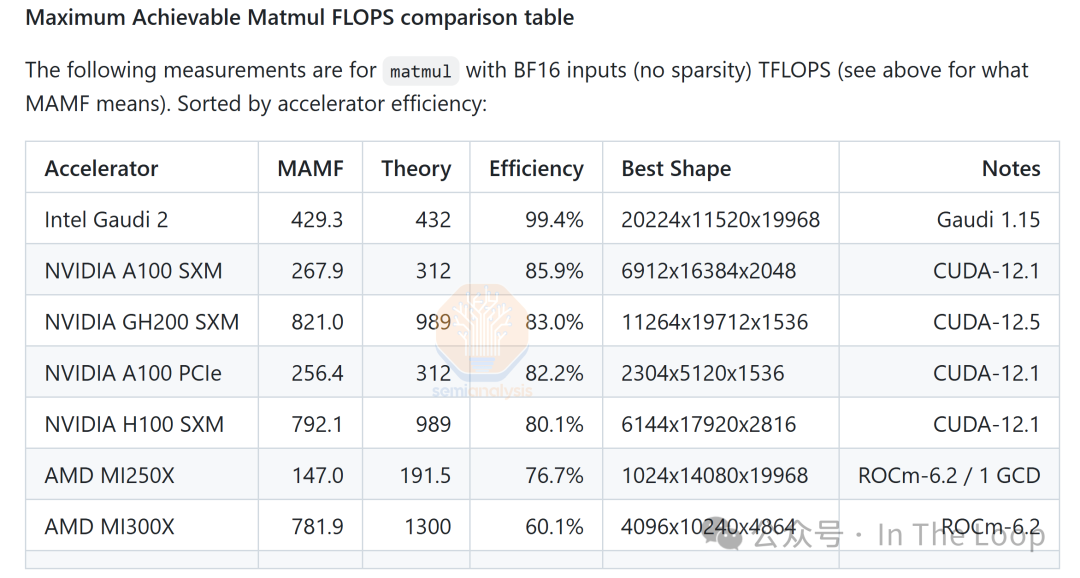 Maximum Achievable Matmul FLOPS comparison table
The following measurements are for matmul with BF16 inputs (no sparsity) TFLOPS (see above for what
MAMF means). Sorted by accelerator efficiency:
Accelerator MAMF Theory Efficiency Best Shape Notes
Intel Gaudi 2 429.3 432 99.4% 20224x11520x19968 Gaudi 1.15
NVIDIA A100 SXM 267.9 312 85.9% 6912x16384x2048 CUDA-12.1
NVIDIA GH200 SXM 821.0 989 83.0% 11264x19712x1536 CUDA-12.5
NVIDIA A100 PCIe 256.4 312 82.2% 2304x5120x1536 CUDA-12.1
semianalysis
NVIDIA H100 SXM 792.1 989 80.1% 6144x17920x2816 CUDA-12.1
AMD MI250X 147.0 191.5 76.7% 1024x14080x19968 ROCm-6.2 / 1 GCD
AMD MI300X 781.9 1300 60.1% 4096x10240x4864 ROCm-6.2
公众号 · In The Loop